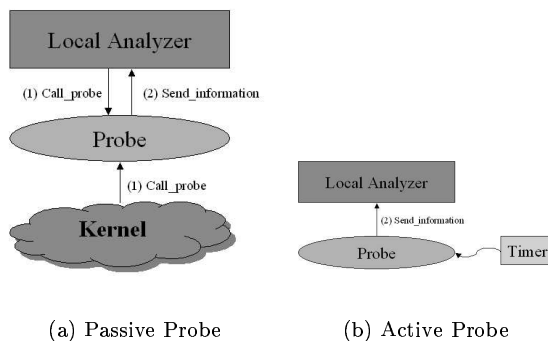 Local Analyzer
(1) Call_probe
(2) Send_information
Probe
(1) Call_probe
Kernel
Local Analyzer
(2) Send_information
Probe
Timer
(a) Passive Probe
(b) Active Probe